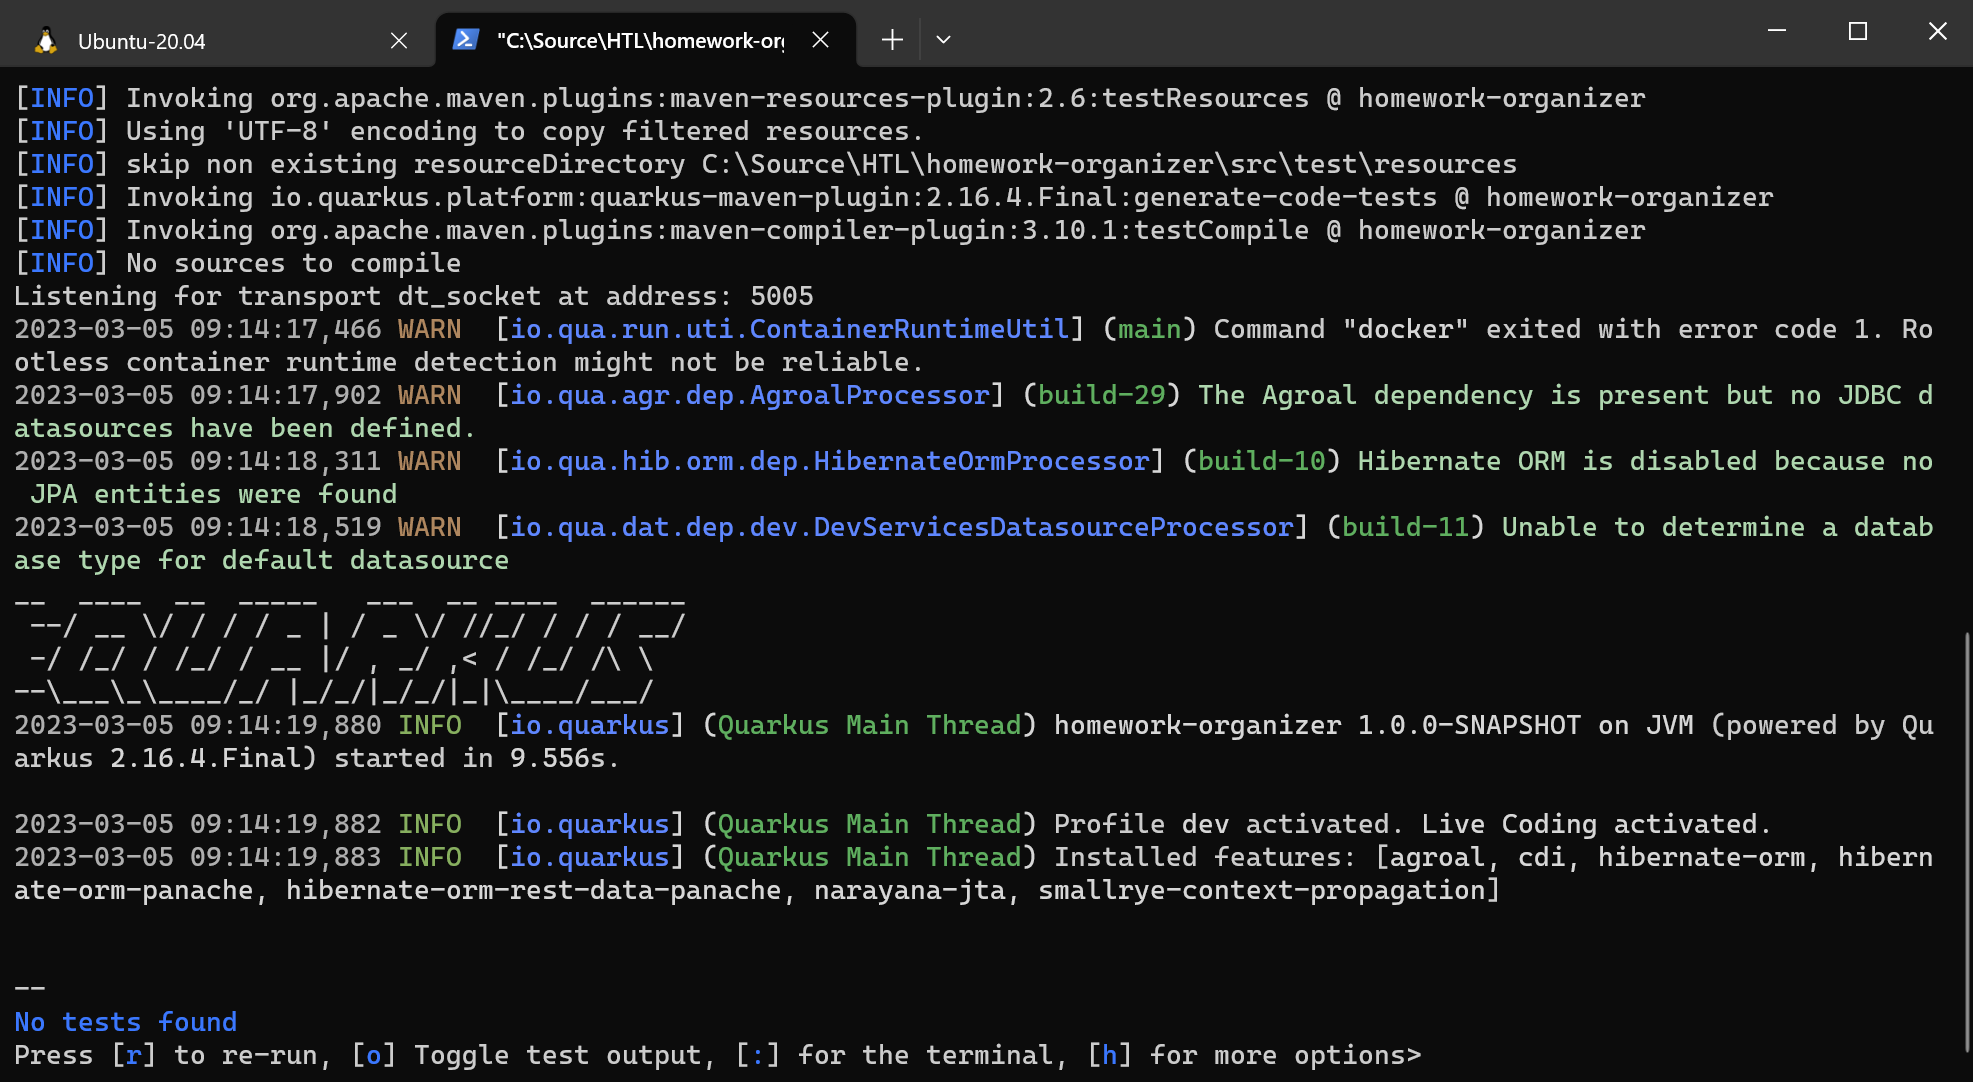 Ubuntu-20.04
"C:\Source\HTL\homework-org
[INFO] Invoking org.apache.maven.plugins:maven-resources-plugin:2.6:testResources @ homework-organizer
[INFO] Using 'UTF-8' encoding to copy filtered resources.
[INFO] skip non existing resourceDirectory C:\Source\HTL\homework-organizer\src\test\resources
[INFO] Invoking io.quarkus.platform:quarkus-maven-plugin:2.16.4.Final:generate-code-tests @ homework-organizer
[INFO] Invoking org.apache.maven.plugins:maven-compiler-plugin:3.10.1:testCompile @ homework-organizer
[INFO] No sources to compile
Listening for transport dt_socket at address: 5005
2023-03-05 09:14:17,466 WARN  [io.qua.run.uti.ContainerRuntimeUtil] (main) Command "docker" exited with error code 1. Ro
otless container runtime detection might not be reliable.
2023-03-05 09:14:17,902 WARN  [io.qua.agr.dep.AgroalProcessor] (build-29) The Agroal dependency is present but no JDBC d
atasources have been defined.
2023-03-05 09:14:18,311 WARN  [io.qua.hib.orm.dep.HibernateOrmProcessor] (build-10) Hibernate ORM is disabled because no
 JPA entities were found
2023-03-05 09:14:18,519 WARN  [io.qua.dat.dep.dev.DevServicesDatasourceProcessor] (build-11) Unable to determine a datab
ase type for default datasource
__  ____  __  _____   ___  __ ____  ______
 --/ __ \/ / / / _ | / _ \/ //_/ / / / __/
 -/ /_/ / /_/ / __ |/ , _/ ,< / /_/ /\ \
--\___\_\____/_/ |_/_/|_/_/|_|\____/___/
2023-03-05 09:14:19,880 INFO  [io.quarkus] (Quarkus Main Thread) homework-organizer 1.0.0-SNAPSHOT on JVM (powered by Qu
arkus 2.16.4.Final) started in 9.556s.
2023-03-05 09:14:19,882 INFO  [io.quarkus] (Quarkus Main Thread) Profile dev activated. Live Coding activated.
2023-03-05 09:14:19,883 INFO  [io.quarkus] (Quarkus Main Thread) Installed features: [agroal, cdi, hibernate-orm, hibern
ate-orm-panache, hibernate-orm-rest-data-panache, narayana-jta, smallrye-context-propagation]
--
No tests found
Press [r] to re-run, [o] Toggle test output, [:] for the terminal, [h] for more options>